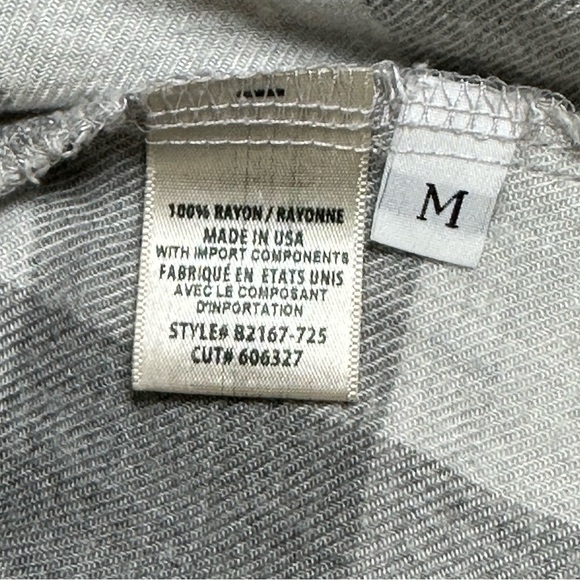 100% RAYON / RAYONNE
MADE IN USA
WITH IMPORT COMPONENTS
FABRIQUÉ EN ETATS UNIS
AVEC LE COMPOSANT
D'INPORTATION
STYLE# B2167-725
CUT# 606327
M